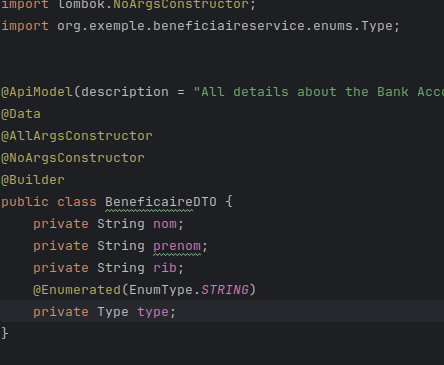 import lombok.NoArgsConstructor;
import org.exemple.beneficiaireservice.enums.Type;
@ApiModel(description = "All details about the Bank Acco
@Data
@AllArgsConstructor
@NoArgsConstructor
@Builder
public class BeneficaireDTO {
private String nom;
private String prenom;
private String rib;
@Enumerated(EnumType.STRING)
private Type type;
}